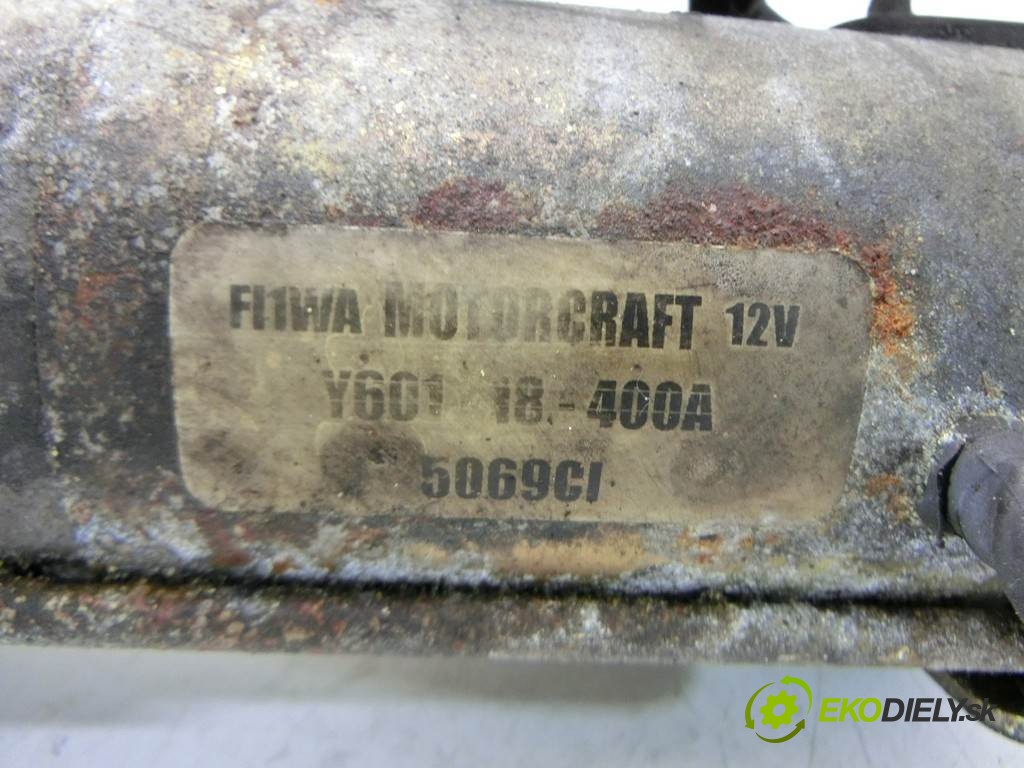 FI1WA MOTORCRAFT 12V
Y601 18.-400A
5069CI
EKODIELY.sk